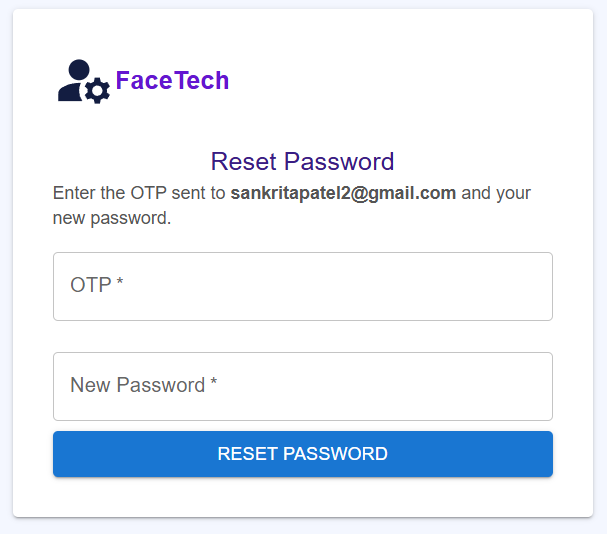 FaceTech
Reset Password
Enter the OTP sent to sankritapatel2@gmail.com and your
new password.
OTP *
New Password *
RESET PASSWORD